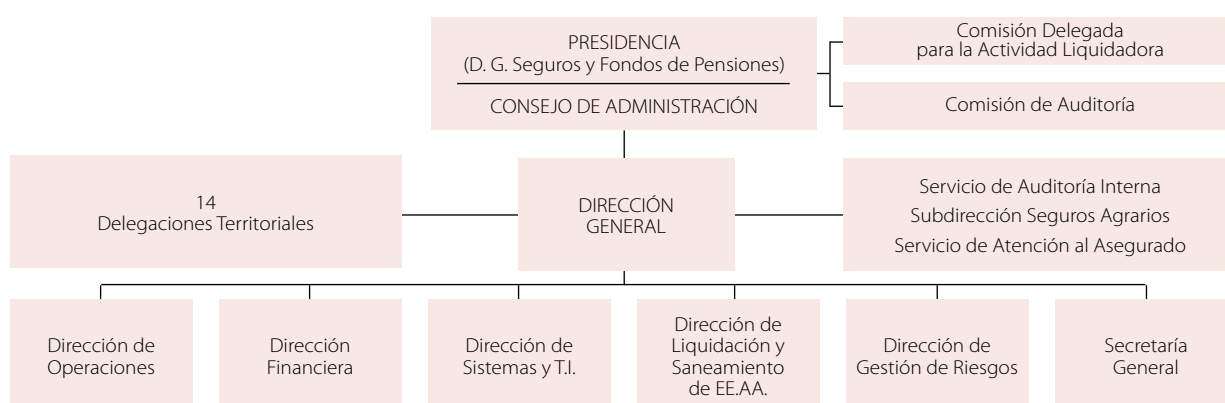 PRESIDENCIA
(D. G. Seguros y Fondos de Pensiones)
CONSEJO DE ADMINISTRACIÓN
Comisión Delegada
para la Actividad Liquidadora
Comisión de Auditoría
14
Delegaciones Territoriales
DIRECCIÓN
GENERAL
Servicio de Auditoría Interna
Subdirección Seguros Agrarios
Servicio de Atención al Asegurado
Dirección de
Operaciones
Dirección
Financiera
Dirección de
Sistemas y T.I.
Dirección de
Liquidación y
Saneamiento
de EE.AA.
Dirección de
Gestión de Riesgos
Secretaría
General